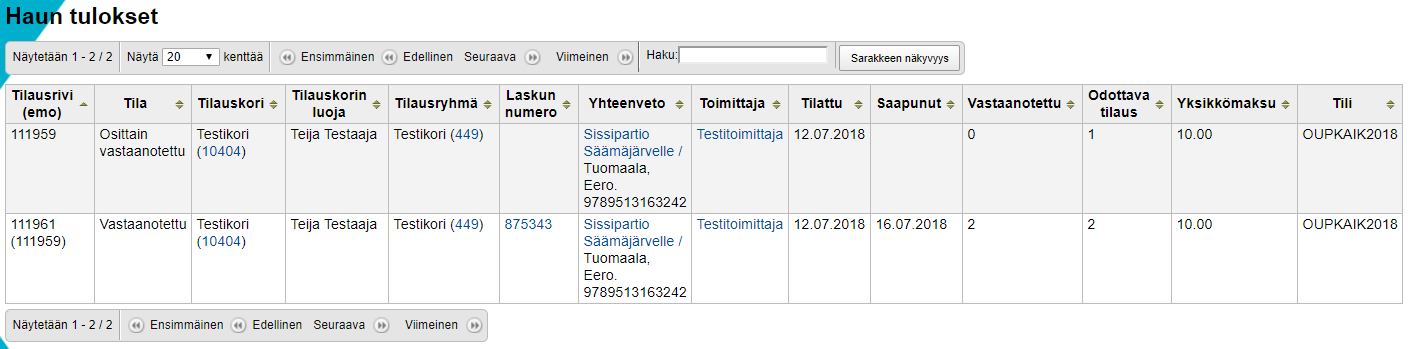 Haun tulokset
Näytetään 1 - 2 / 2 Näytä 20 kenttää Ensimmäinen Edellinen Seuraava Viimeinen Haku: Sarakkeen näkyvyys
Tilausrivi (emo) Tila Tilauskori Tilauskorin luoja Tilausryhmä Laskun numero Yhteenveto Toimittaja Tilattu Saapunut Vastaanotettu Odottava tilaus Yksikkömaksu Tili
111959 Osittain Testikori Teija Testaaja Testikori (449) Sissipartio Testitoimittaja 12.07.2018 0 1 10.00 OUPKAIK2018
vastaanotettu (10404) Säämäjärvelle /
Tuomaala,
Eero.
9789513163242
111961 Vastaanotettu Testikori Teija Testaaja Testikori (449) 875343 Sissipartio Testitoimittaja 12.07.2018 16.07.2018 2 2 10.00 OUPKAIK2018
(111959) (10404) Säämäjärvelle /
Tuomaala,
Eero.
9789513163242
Näytetään 1 - 2 / 2 Ensimmäinen Edellinen Seuraava Viimeinen